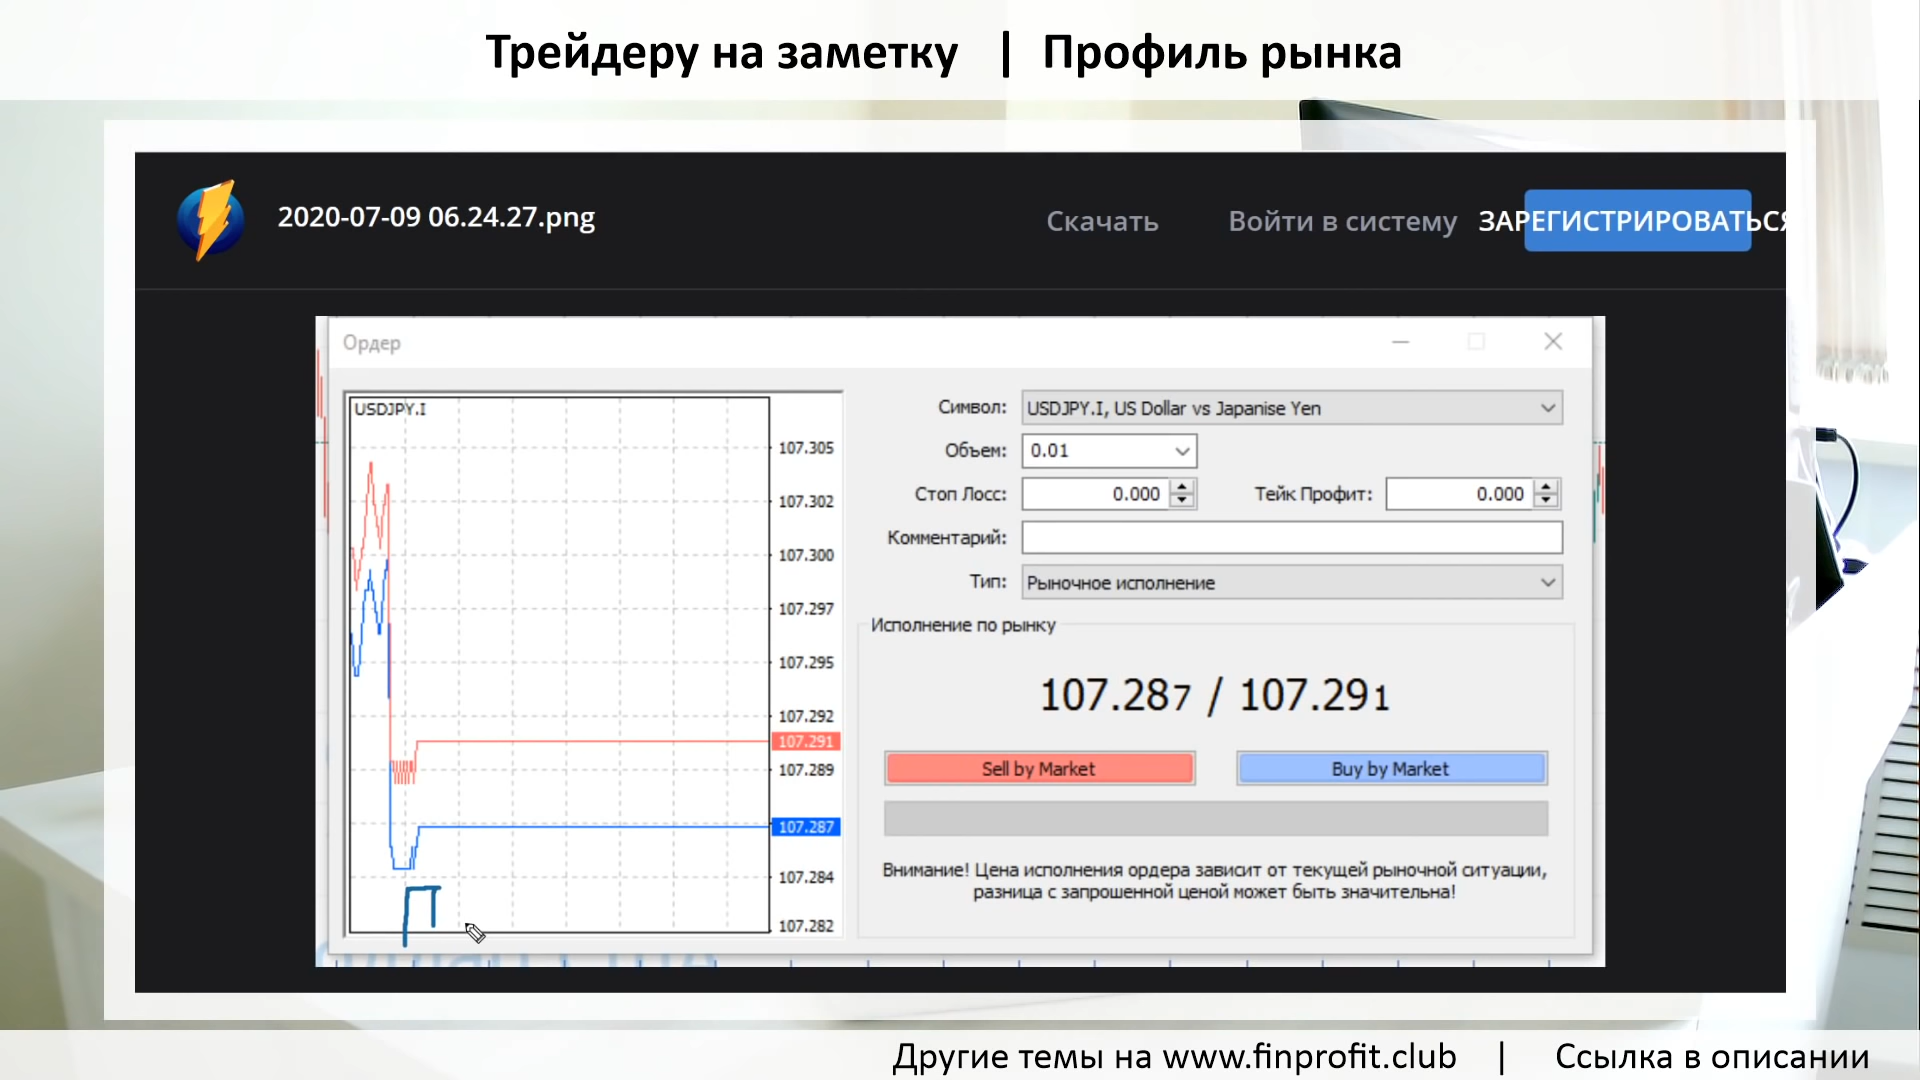 Трейдеру на заметку | Профиль рынка
2020-07-09 06.24.27.png
Скачать
Войти в систему
ЗАРЕГИСТРИРОВАТЬСЯ
Ордер
USDJPY.I
107.305
107.302
107.300
107.297
107.295
107.292
107.291
107.289
107.287
107.284
107.282
П
Символ: USDJPY.I, US Dollar vs Japanise Yen
Объем: 0.01
Стоп Лосс: 0.000 Тейк Профит: 0.000
Комментарий:
Тип: Рыночное исполнение
Исполнение по рынку
107.287 / 107.291
Sell by Market Buy by Market
Внимание! Цена исполнения ордера зависит от текущей рыночной ситуации,
разница с запрошенной ценой может быть значительна!
Другие темы на www.finprofit.club | Ссылка в описании